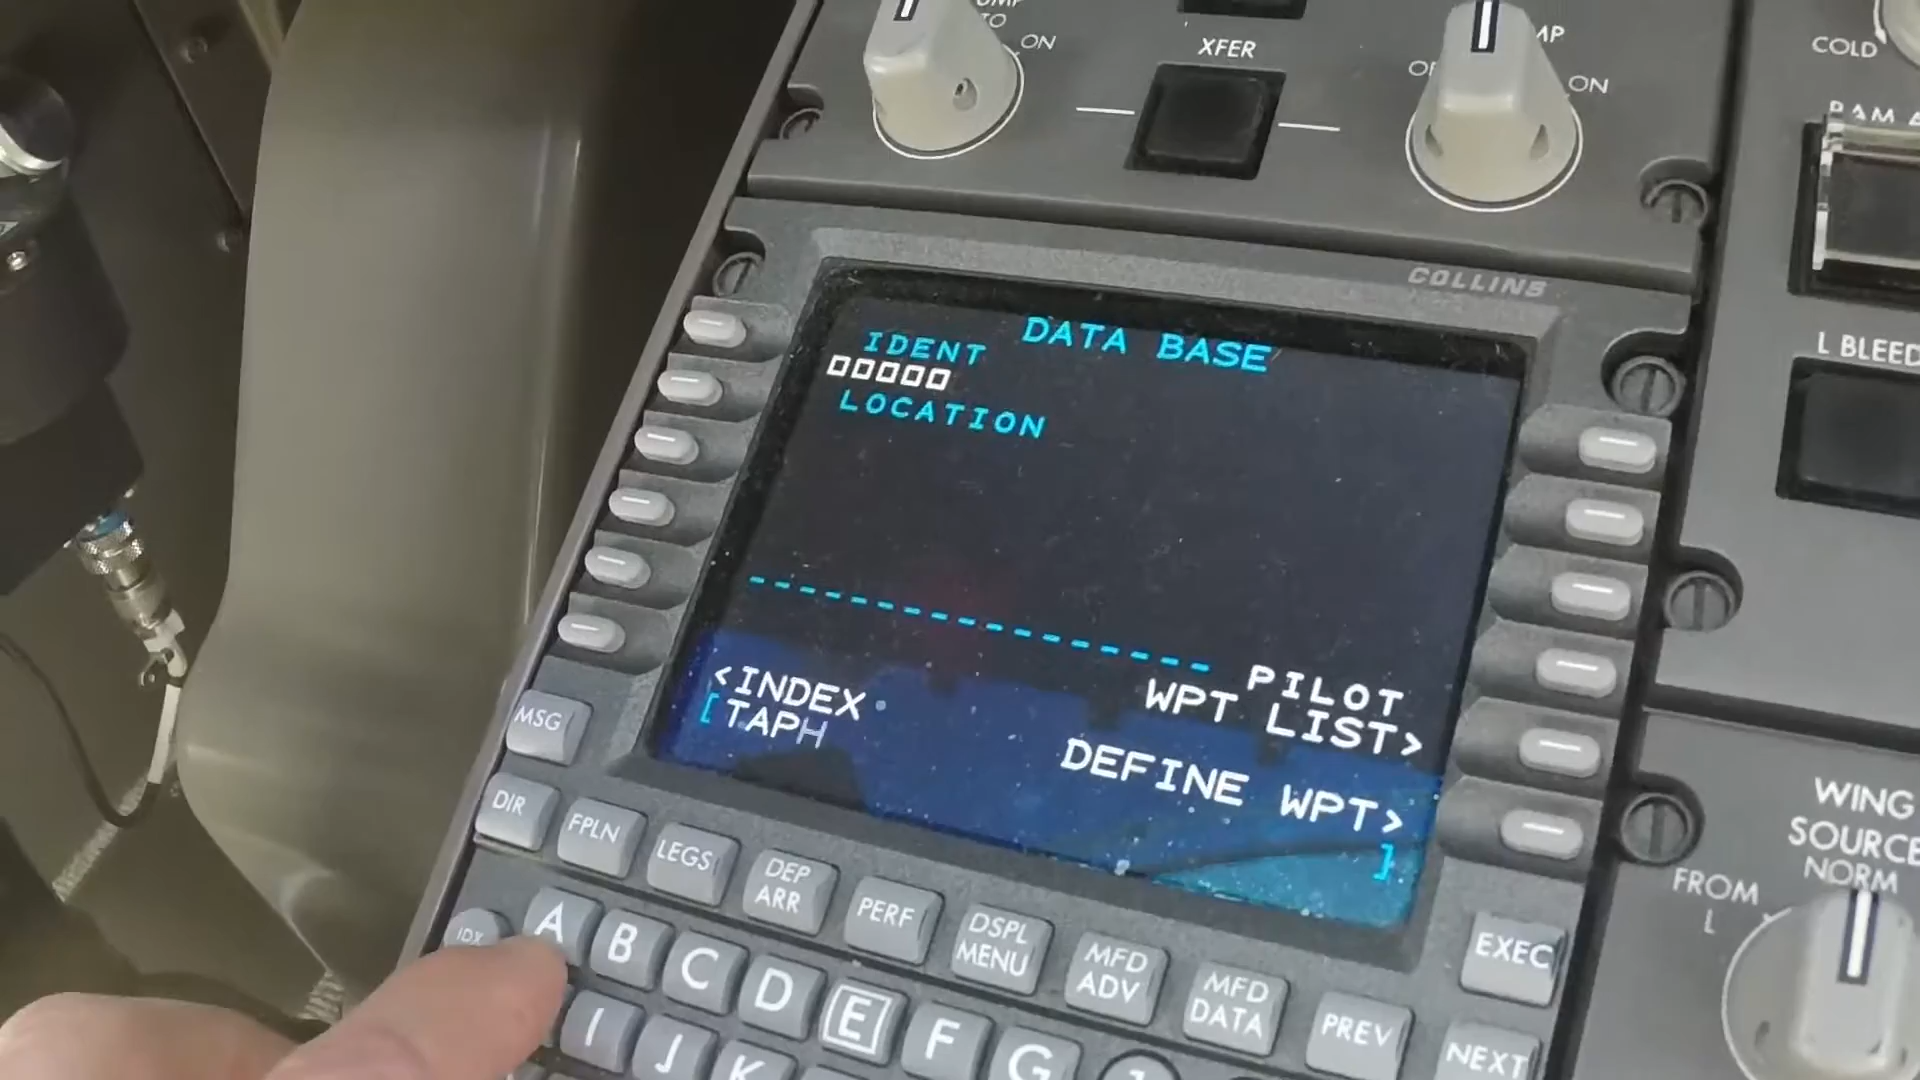 TO
ON
XFER
ON
COLD
COLLINS
L BLEED
DATA BASE
IDENT
LOCATION
PILOT
<INDEX
WPT LIST>
[TAPH
DEFINE WPT>
]
MSG
DIR
FPLN
LEGS
DEP
ARR
PERF
DSPL
MENU
MFD
ADV
MFD
DATA
PREV
EXEC
NEXT
IDX
A
B
C
D
E
F
G
I
J
K
WING
SOURCE
NORM
FROM
L